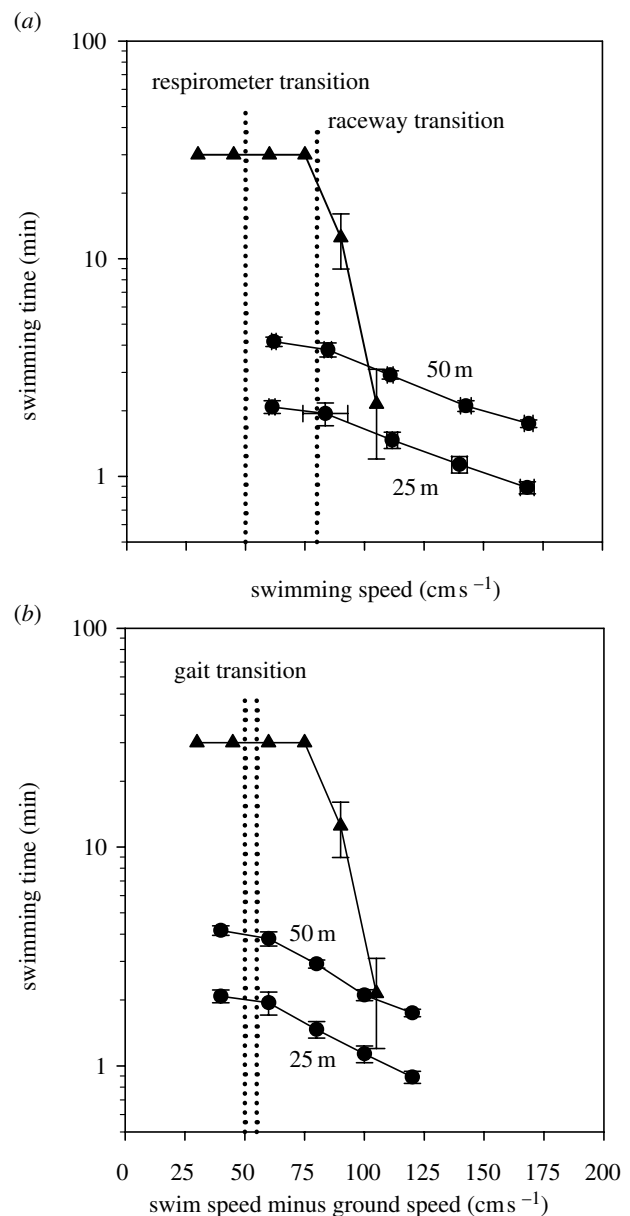 (a)
100
respirometer transition
raceway transition
10
50 m
1
25 m
swimming time (min)
swimming speed (cm s⁻¹)
(b)
100
gait transition
10
50 m
1
25 m
swimming time (min)
0 25 50 75 100 125 150 175 200
swim speed minus ground speed (cm s⁻¹)